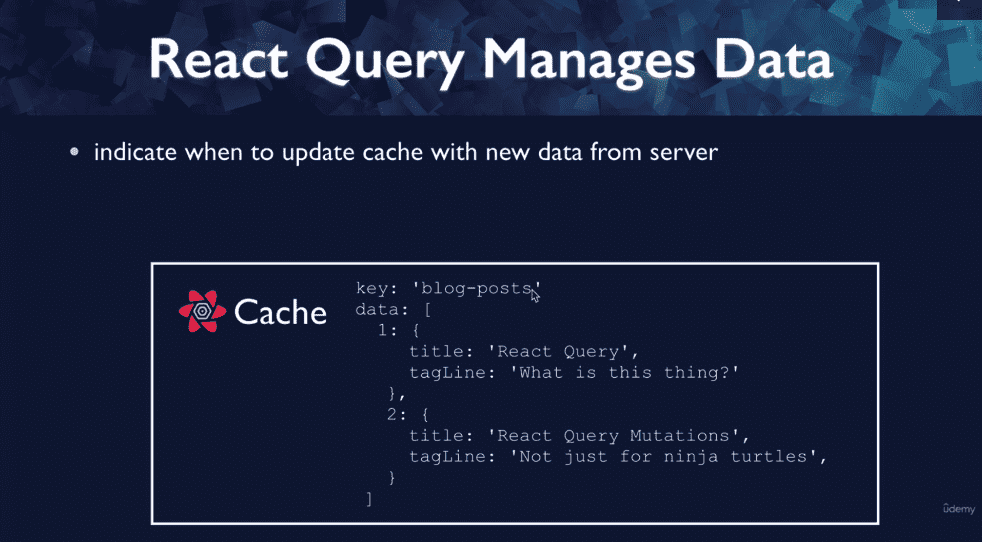 React Query Manages Data
• indicate when to update cache with new data from server
Cache
key: 'blog-posts'
data: [
1: {
title: 'React Query',
tagLine: 'What is this thing?'
},
2: {
title: 'React Query Mutations',
tagLine: 'Not just for ninja turtles',
}
]
ûdemy